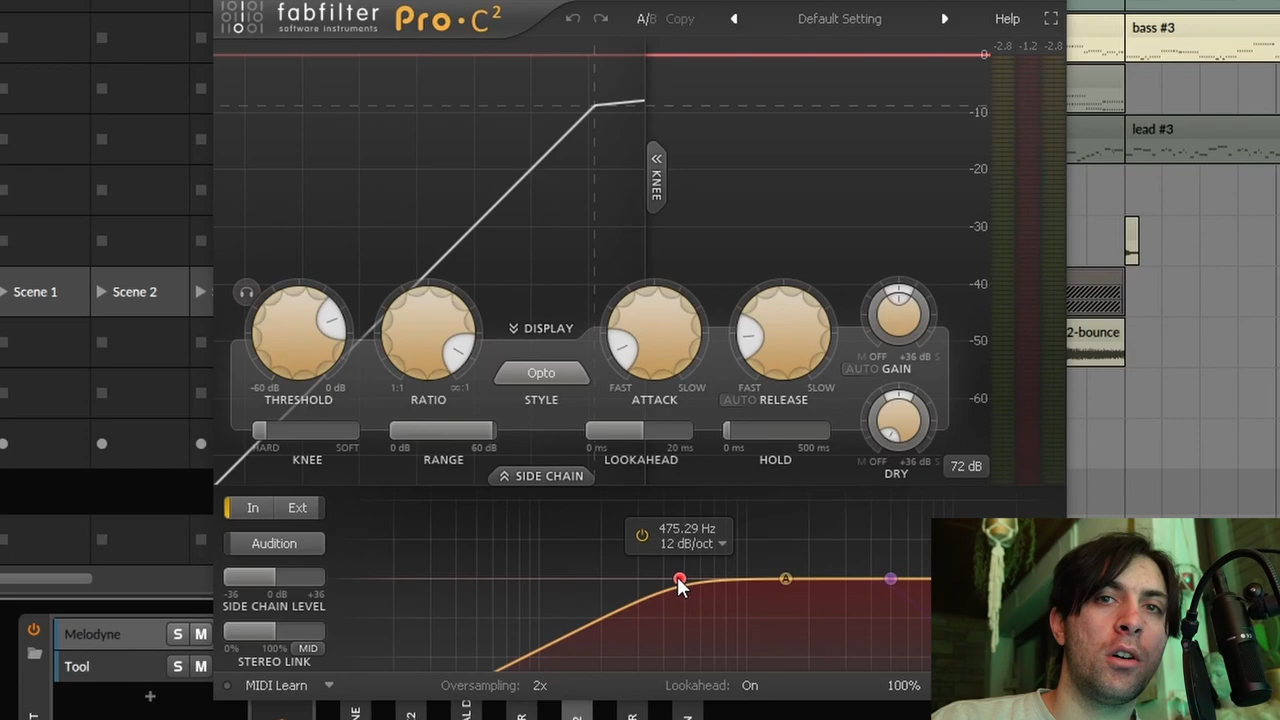 fabfilter
software instruments
Pro·C²
A/B Copy
Default Setting
Help
-2.8 -1.2 -2.8
0
-10
-20
-30
-40
-50
-60
KNEE
bass #3
lead #3
2-bounce
Scene 1
Scene 2
DISPLAY
Opto
STYLE
-60 dB 0 dB
THRESHOLD
1:1 ∞:1
RATIO
FAST SLOW
ATTACK
FAST SLOW
AUTO RELEASE
M OFF +36 dB S
AUTO GAIN
HARD SOFT
KNEE
0 dB 60 dB
RANGE
0 ms 20 ms
LOOKAHEAD
0 ms 500 ms
HOLD
M OFF +36 dB S
DRY
72 dB
SIDE CHAIN
In Ext
Audition
-36 0 dB +36
SIDE CHAIN LEVEL
0% 100% MID
STEREO LINK
475.29 Hz
12 dB/oct
A
MIDI Learn
Oversampling: 2x
Lookahead: On
100%
Melodyne S M
Tool S M